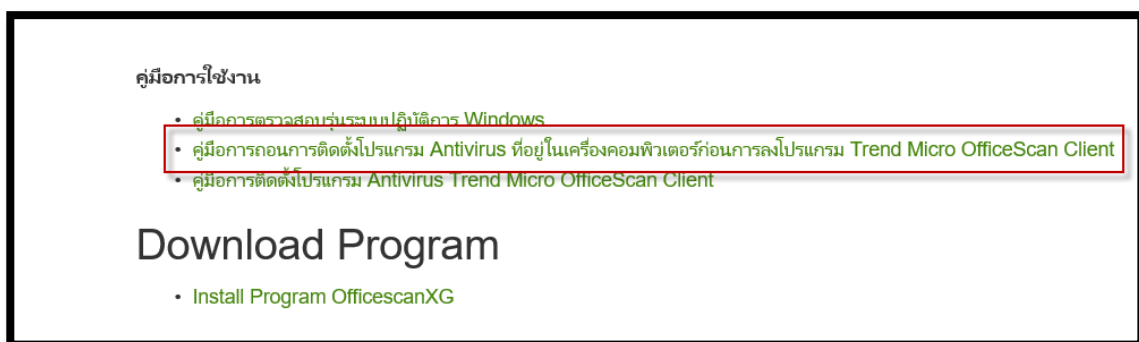 คู่มือการใช้งาน
• คู่มือการตรวจสอบรุ่นระบบปฏิบัติการ Windows
• คู่มือการถอนการติดตั้งโปรแกรม Antivirus ที่อยู่ในเครื่องคอมพิวเตอร์ก่อนการลงโปรแกรม Trend Micro OfficeScan Client
• คู่มือการติดตั้งโปรแกรม Antivirus Trend Micro OfficeScan Client
Download Program
• Install Program OfficescanXG